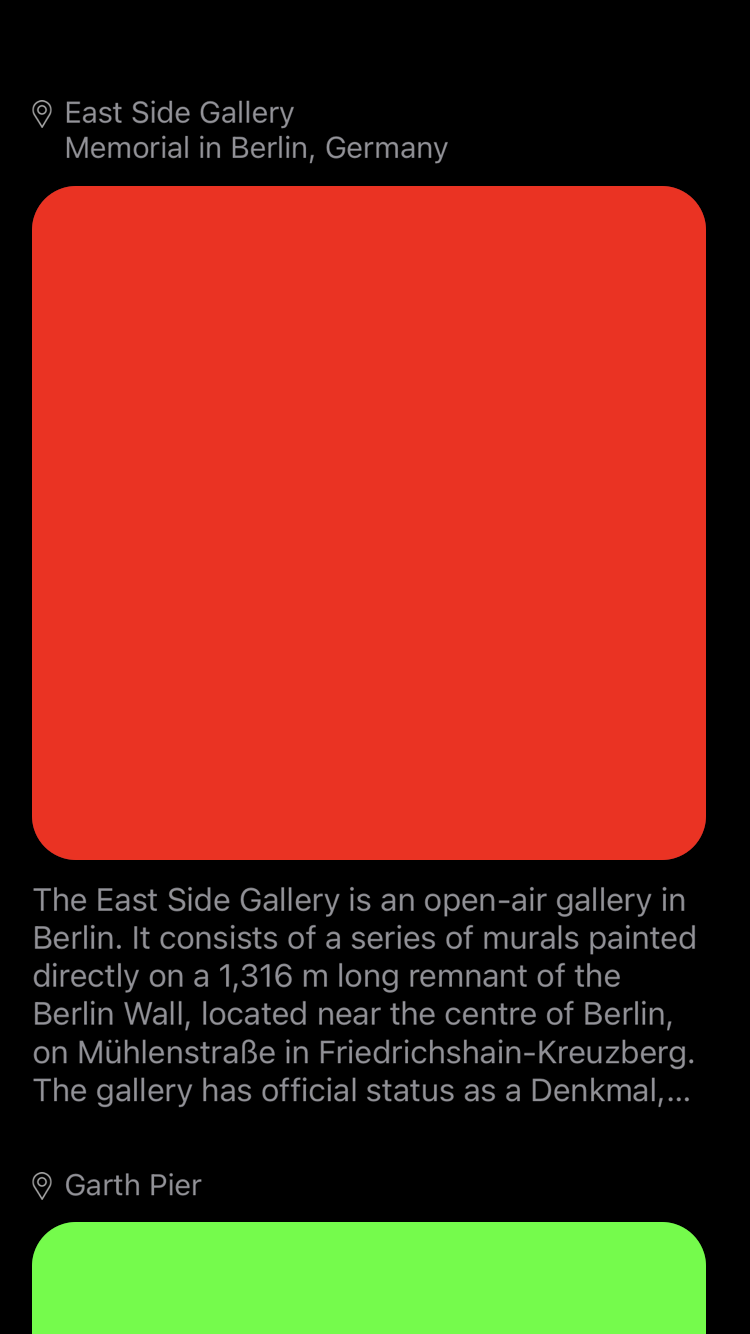 East Side Gallery
Memorial in Berlin, Germany
The East Side Gallery is an open-air gallery in
Berlin. It consists of a series of murals painted
directly on a 1,316 m long remnant of the
Berlin Wall, located near the centre of Berlin,
on Mühlenstraße in Friedrichshain-Kreuzberg.
The gallery has official status as a Denkmal,...
Garth Pier